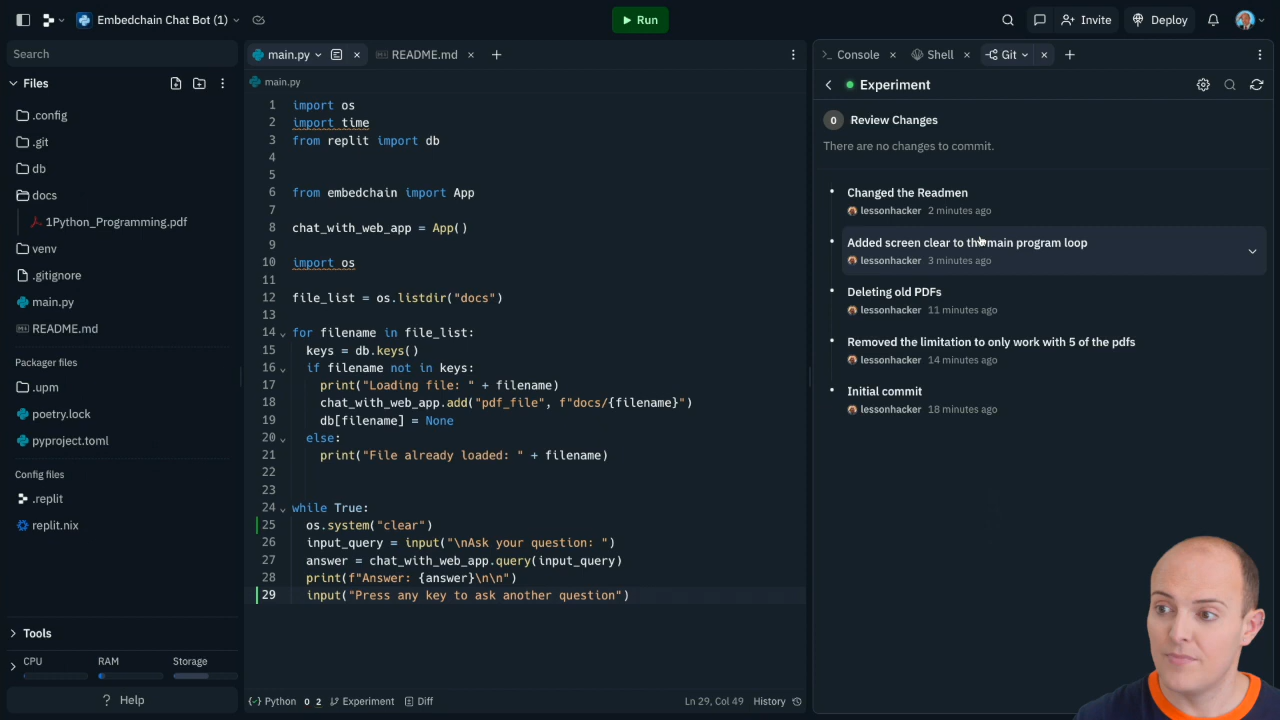 Embedchain Chat Bot (1)
Run
Invite
Deploy
Search
Files
.config
.git
db
docs
1Python_Programming.pdf
venv
.gitignore
main.py
README.md
Packager files
.upm
poetry.lock
pyproject.toml
Config files
.replit
replit.nix
Tools
CPU RAM Storage
Help
main.py
README.md
main.py
1 import os
2 import time
3 from replit import db
4
5
6 from embedchain import App
7
8 chat_with_web_app = App()
9
10 import os
11
12 file_list = os.listdir("docs")
13
14 for filename in file_list:
15 keys = db.keys()
16 if filename not in keys:
17 print("Loading file: " + filename)
18 chat_with_web_app.add("pdf_file", f"docs/{filename}")
19 db[filename] = None
20 else:
21 print("File already loaded: " + filename)
22
23
24 while True:
25 os.system("clear")
26 input_query = input("\nAsk your question: ")
27 answer = chat_with_web_app.query(input_query)
28 print(f"Answer: {answer}\n\n")
29 input("Press any key to ask another question")
Python 0 2 Experiment Diff
Ln 29, Col 49 History
Console
Shell
Git
Experiment
0 Review Changes
There are no changes to commit.
Changed the Readmen
lessonhacker 2 minutes ago
Added screen clear to the main program loop
lessonhacker 3 minutes ago
Deleting old PDFs
lessonhacker 11 minutes ago
Removed the limitation to only work with 5 of the pdfs
lessonhacker 14 minutes ago
Initial commit
lessonhacker 18 minutes ago